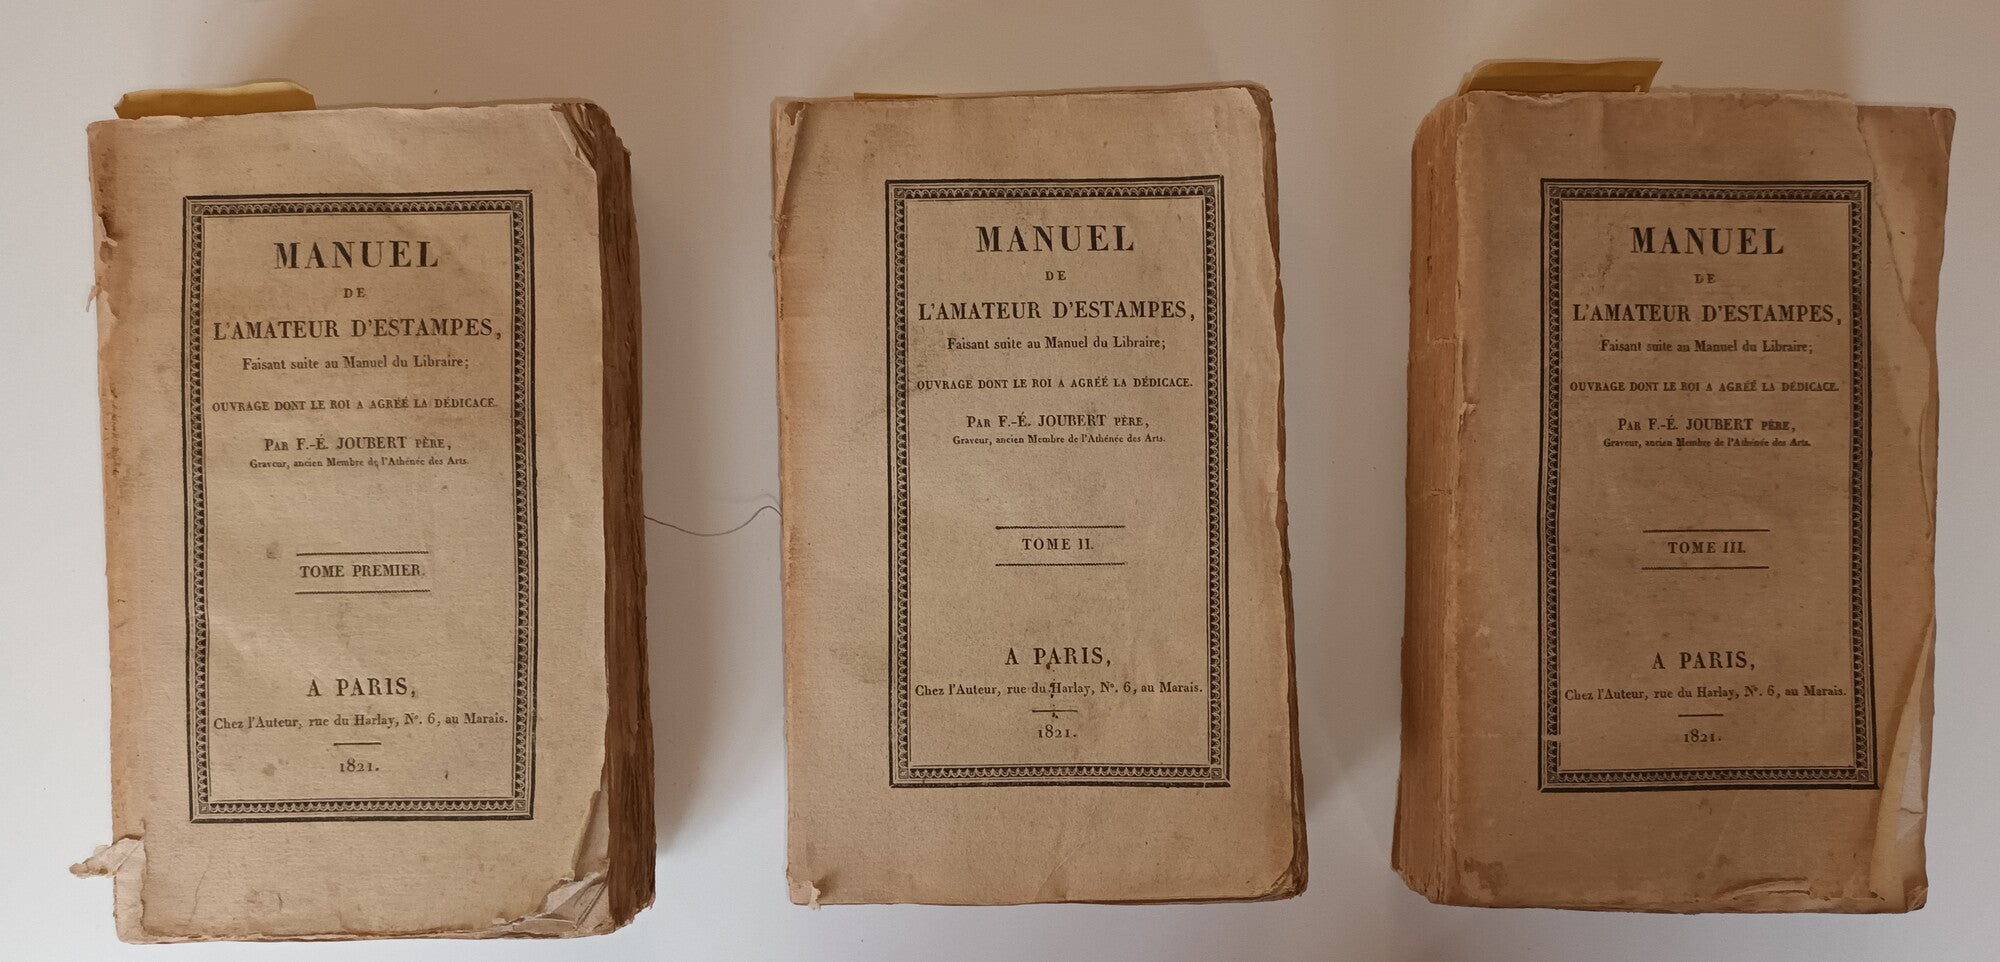 MANUEL
DE
L'AMATEUR D'ESTAMPES,
Faisant suite au Manuel du Libraire;
OUVRAGE DONT LE ROI A AGRÉÉ LA DÉDICACE.
PAR F.-É. JOUBERT PÈRE,
Graveur, ancien Membre de l'Athénée des Arts.
TOME PREMIER.
A PARIS,
Chez l'Auteur, rue du Harlay, N°. 6, au Marais.
1821.
MANUEL
DE
L'AMATEUR D'ESTAMPES,
Faisant suite au Manuel du Libraire;
OUVRAGE DONT LE ROI A AGRÉÉ LA DÉDICACE.
PAR F.-É. JOUBERT PÈRE,
Graveur, ancien Membre de l'Athénée des Arts.
TOME II.
A PARIS,
Chez l'Auteur, rue du Harlay, N°. 6, au Marais.
1821.
MANUEL
DE
L'AMATEUR D'ESTAMPES,
Faisant suite au Manuel du Libraire;
OUVRAGE DONT LE ROI A AGRÉÉ LA DÉDICACE.
PAR F.-É. JOUBERT PÈRE,
Graveur, ancien Membre de l'Athénée des Arts.
TOME III.
A PARIS,
Chez l'Auteur, rue du Harlay, N°. 6, au Marais.
1821.